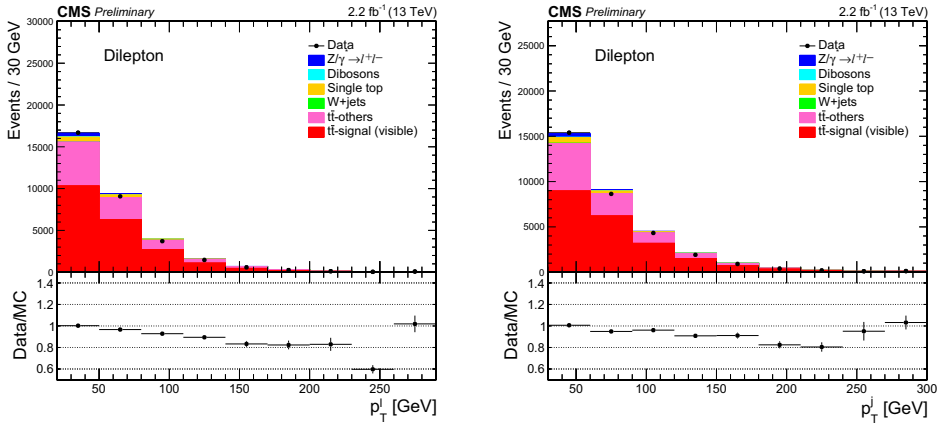 CMS Preliminary 2.2 fb⁻¹ (13 TeV)
Events / 30 GeV
30000
25000
20000
15000
10000
5000
0
Dilepton
Data
Z/γ → l⁺l⁻
Dibosons
Single top
W+jets
tt̄-others
tt̄-signal (visible)
Data/MC
1.4
1.2
1
0.8
0.6
50 100 150 200 250
p_T^l [GeV]
CMS Preliminary 2.2 fb⁻¹ (13 TeV)
Events / 30 GeV
25000
20000
15000
10000
5000
0
Dilepton
Data
Z/γ → l⁺l⁻
Dibosons
Single top
W+jets
tt̄-others
tt̄-signal (visible)
Data/MC
1.4
1.2
1
0.8
0.6
50 100 150 200 250 300
p_T^j [GeV]